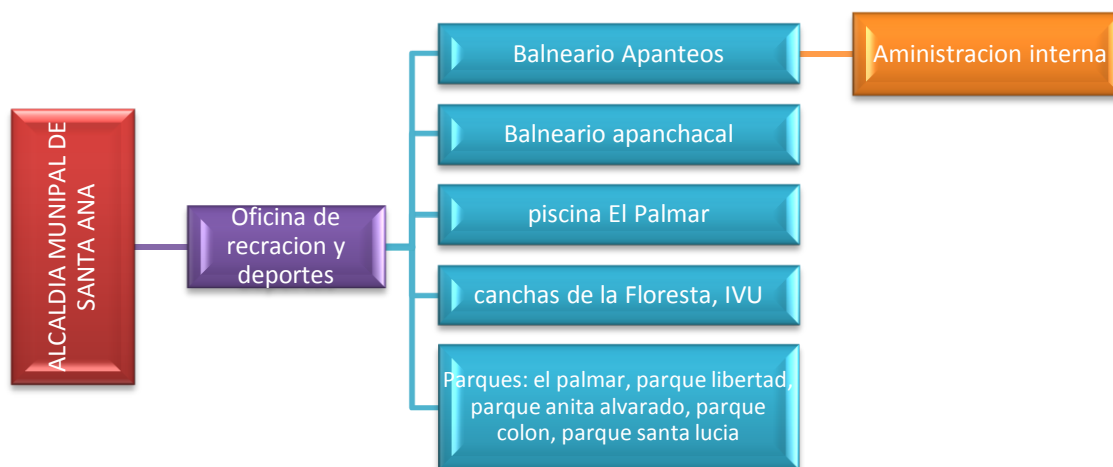 ALCALDIA MUNIPAL DE
SANTA ANA
Oficina de
recracion y
deportes
Balneario Apanteos
Aministracion interna
Balneario apanchacal
piscina El Palmar
canchas de la Floresta, IVU
Parques: el palmar, parque libertad,
parque anita alvarado, parque
colon, parque santa lucia